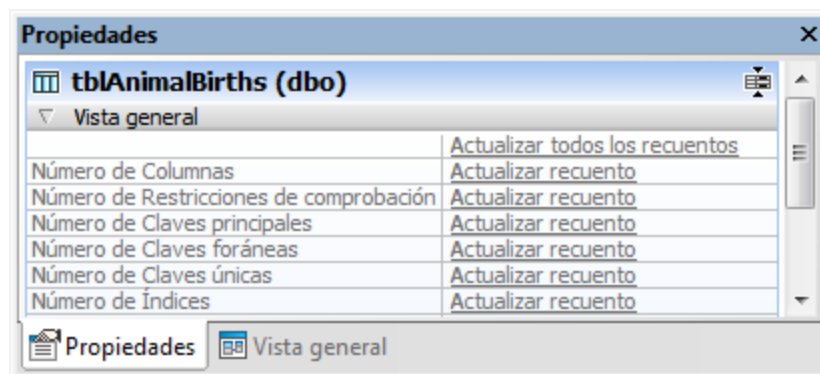 Propiedades
tblAnimalBirths (dbo)
Vista general
Actualizar todos los recuentos
Número de Columnas Actualizar recuento
Número de Restricciones de comprobación Actualizar recuento
Número de Claves principales Actualizar recuento
Número de Claves foráneas Actualizar recuento
Número de Claves únicas Actualizar recuento
Número de Índices Actualizar recuento
Propiedades Vista general